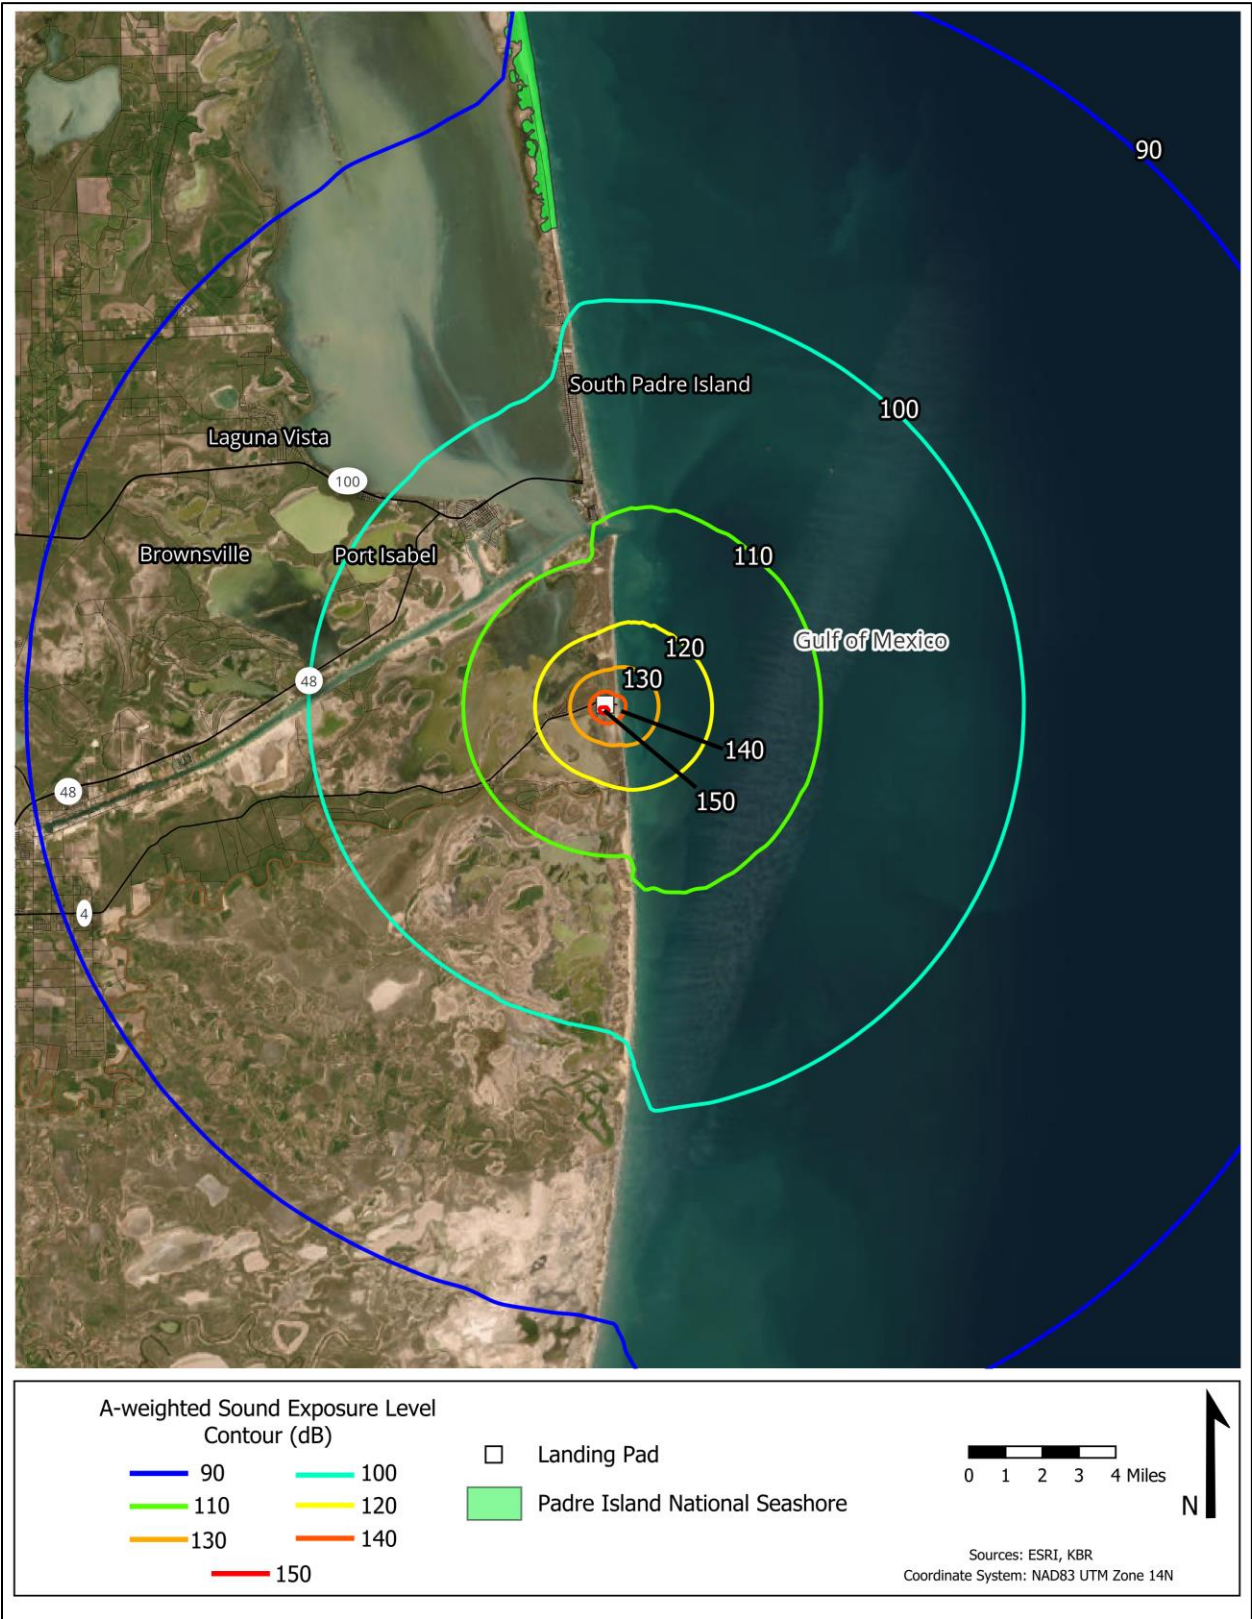 90
South Padre Island
100
Laguna Vista
100
Brownsville
Port Isabel
110
Gulf of Mexico
120
130
48
140
48
150
4
A-weighted Sound Exposure Level
Contour (dB)
90
100
110
120
130
140
150
Landing Pad
Padre Island National Seashore
0 1 2 3 4 Miles
N
Sources: ESRI, KBR
Coordinate System: NAD83 UTM Zone 14N